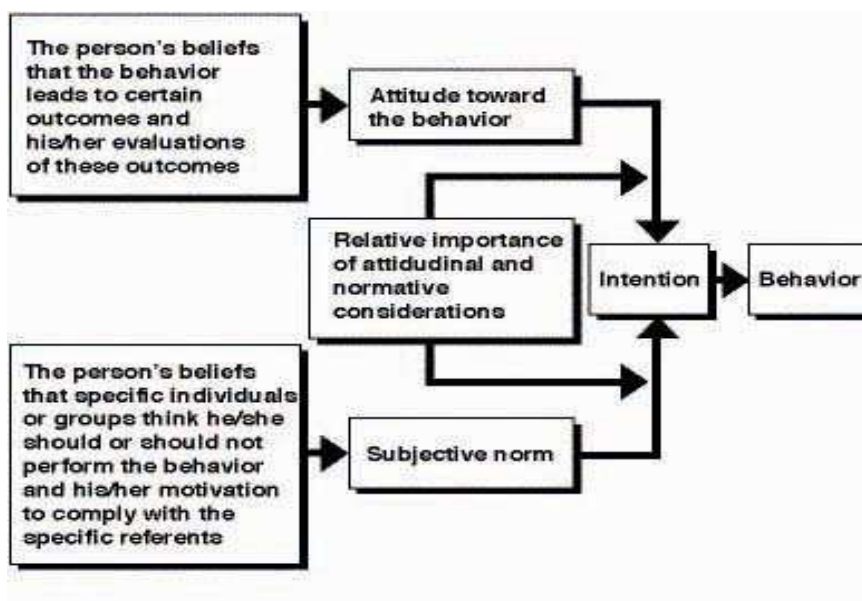 The person's beliefs
that the behavior
leads to certain
outcomes and
his/her evaluations
of these outcomes
Attitude toward
the behavior
Relative importance
of attidudinal and
normative
considerations
Intention
Behavior
The person's beliefs
that specific individuals
or groups think he/she
should or should not
perform the behavior
and his/her motivation
to comply with the
specific referents
Subjective norm